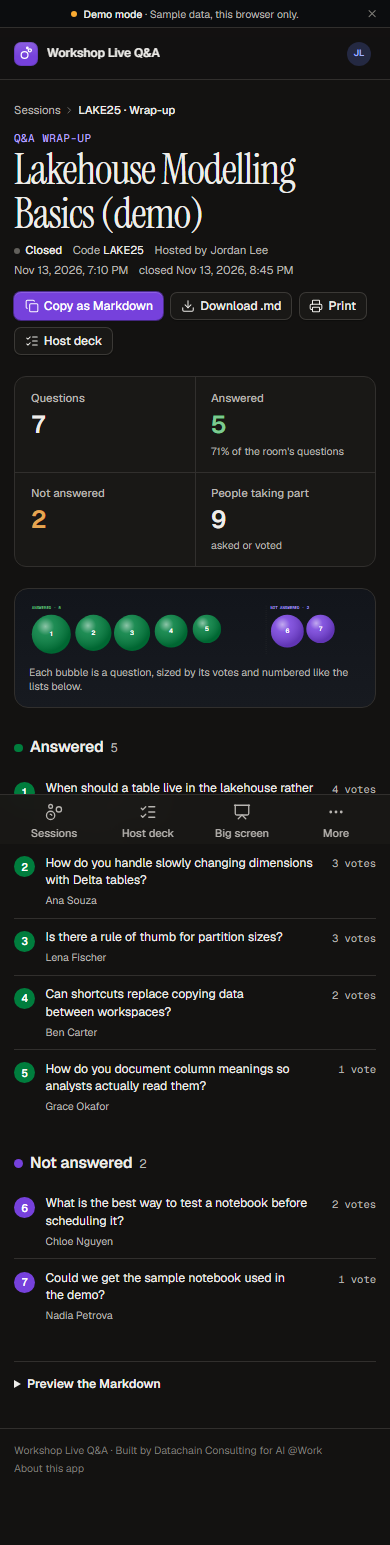 Demo mode · Sample data, this browser only.
Workshop Live Q&A
JL
Sessions > LAKE25 · Wrap-up
Q&A WRAP-UP
Lakehouse Modelling
Basics (demo)
Closed Code LAKE25 Hosted by Jordan Lee
Nov 13, 2026, 7:10 PM closed Nov 13, 2026, 8:45 PM
Copy as Markdown
Download .md
Print
Host deck
Questions
7
Answered
5
71% of the room's questions
Not answered
2
People taking part
9
asked or voted
ANSWERED ·
NOT ANSWERED · 2
1 2 3 4 5 6 7
Each bubble is a question, sized by its votes and numbered like the
lists below.
Answered 5
1 When should a table live in the lakehouse rather 4 votes
Sessions
Host deck
Big screen
More
2 How do you handle slowly changing dimensions 3 votes
with Delta tables?
Ana Souza
3 Is there a rule of thumb for partition sizes? 3 votes
Lena Fischer
4 Can shortcuts replace copying data 2 votes
between workspaces?
Ben Carter
5 How do you document column meanings so 1 vote
analysts actually read them?
Grace Okafor
Not answered 2
6 What is the best way to test a notebook before 2 votes
scheduling it?
Chloe Nguyen
7 Could we get the sample notebook used in 1 vote
the demo?
Nadia Petrova
Preview the Markdown
Workshop Live Q&A · Built by Datachain Consulting for AI @Work
About this app